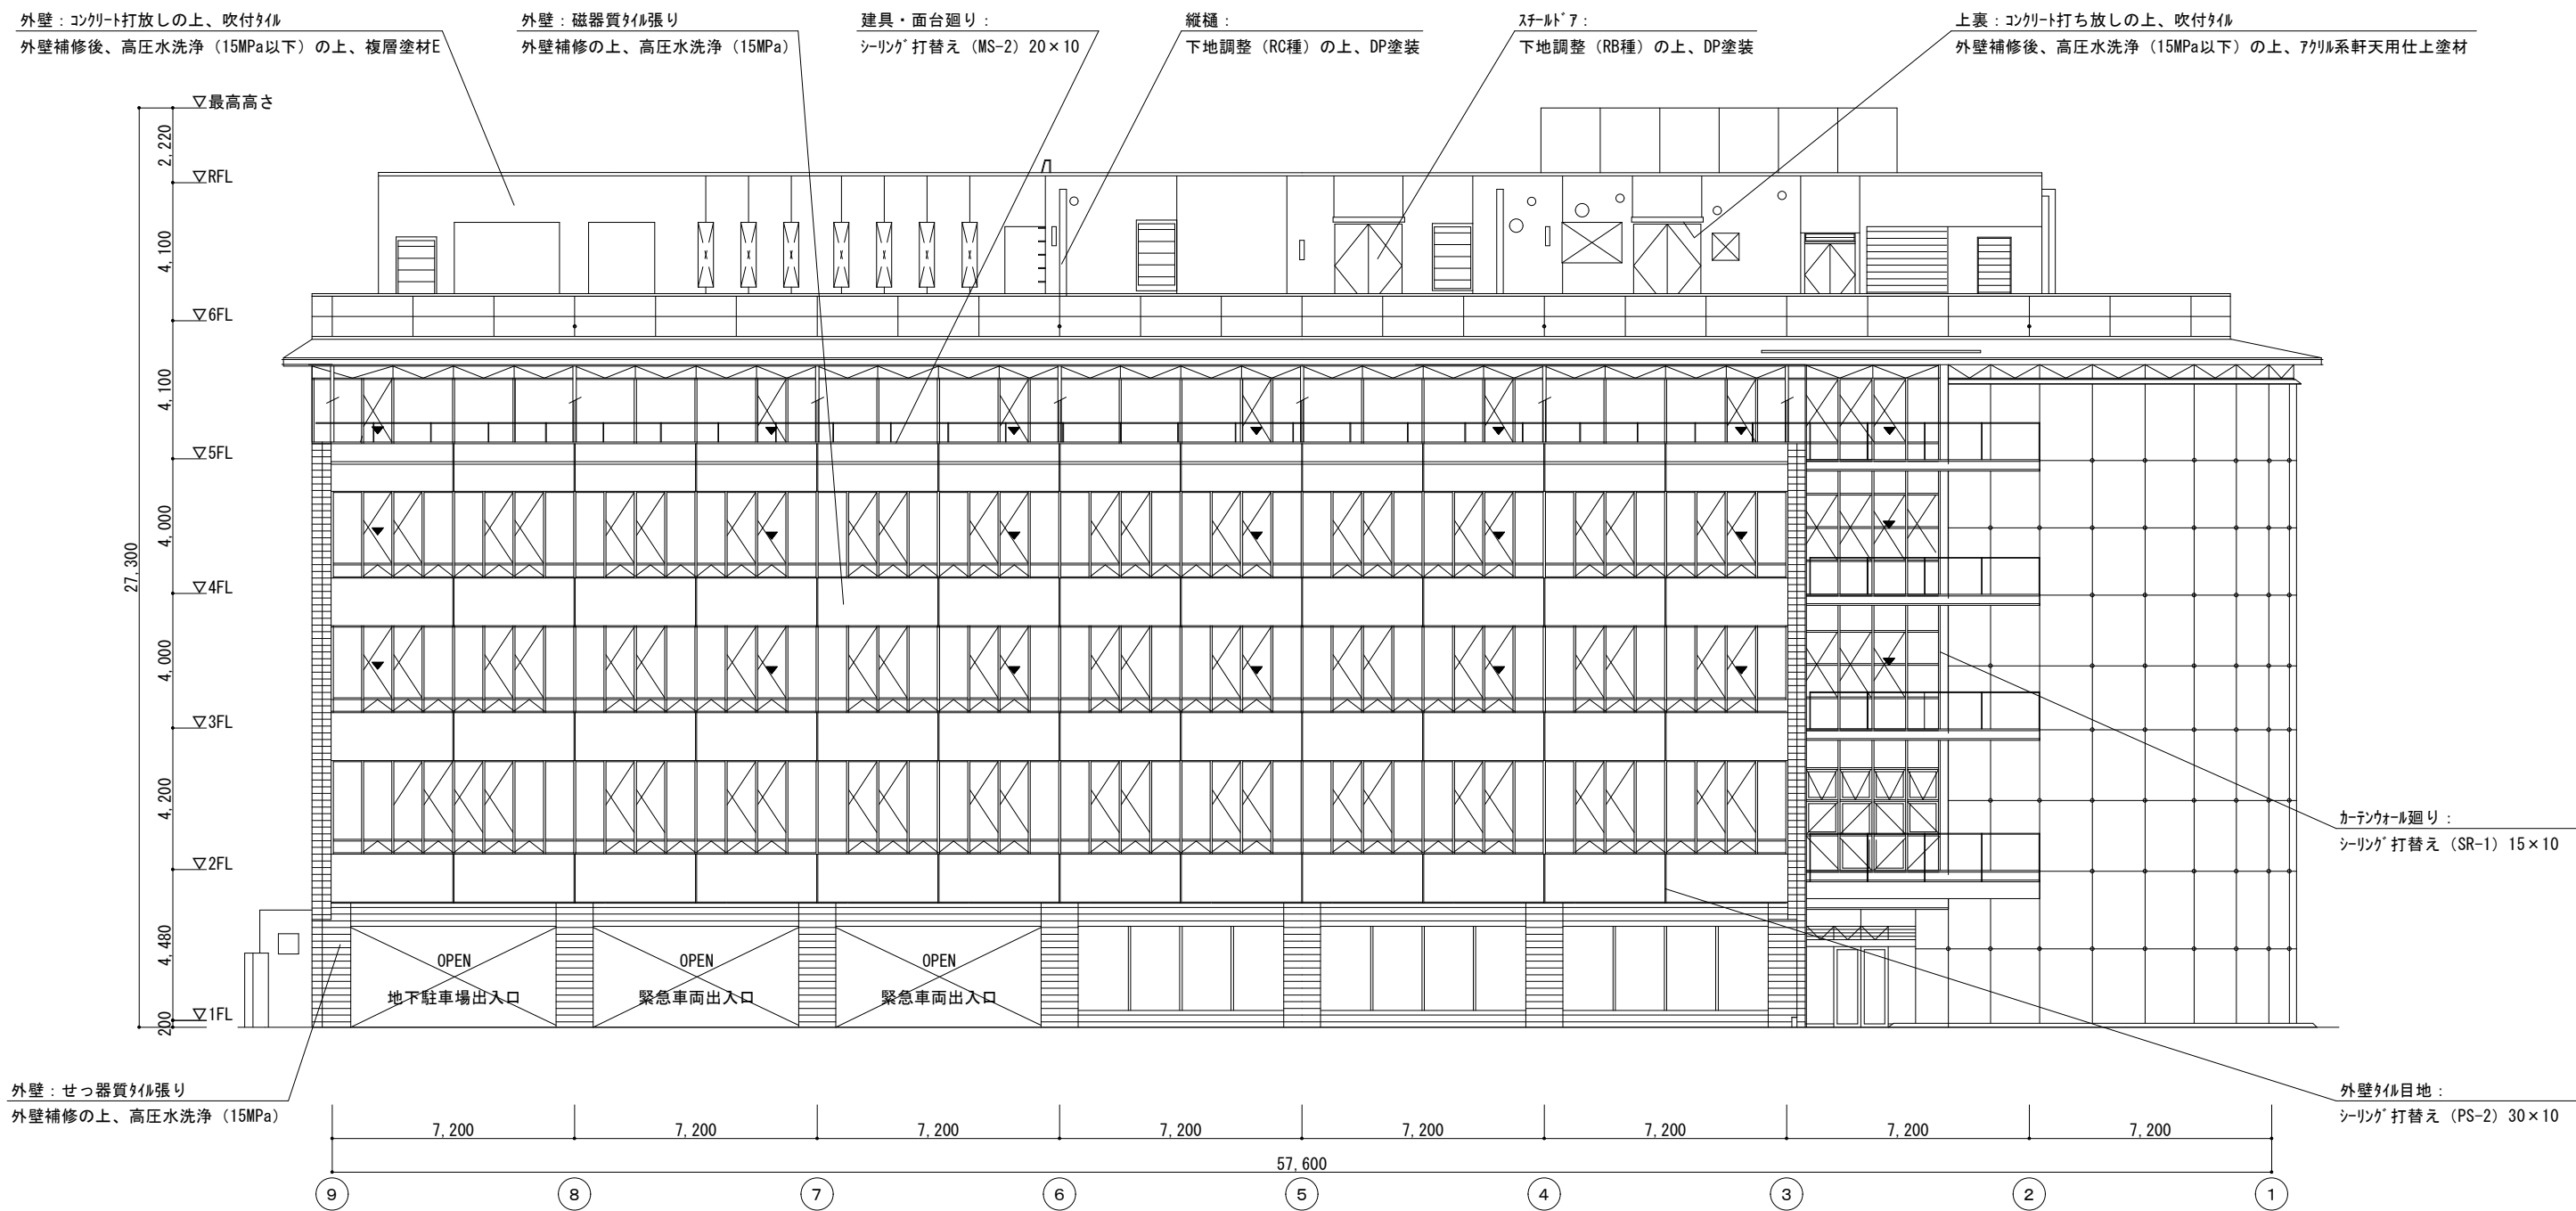 外壁：ｺﾝｸﾘｰﾄ打放しの上、吹付ﾀｲﾙ
外壁補修後、高圧水洗浄（15MPa以下）の上、複層塗材E
外壁：磁器質ﾀｲﾙ張り
外壁補修の上、高圧水洗浄（15MPa）
建具・面台廻り：
ｼｰﾘﾝｸﾞ打替え（MS-2）20×10
縦樋：
下地調整（RC種）の上、DP塗装
ｽﾁｰﾙﾄﾞｱ：
下地調整（RB種）の上、DP塗装
上裏：ｺﾝｸﾘｰﾄ打ち放しの上、吹付ﾀｲﾙ
外壁補修後、高圧水洗浄（15MPa以下）の上、ｱｸﾘﾙ系軒天用仕上塗材
▽最高高さ
2,220
▽RFL
4,100
▽6FL
4,100
▽5FL
4,000
27,300
▽4FL
4,000
▽3FL
4,200
▽2FL
4,480
▽1FL
200
ｶｰﾃﾝｳｫｰﾙ廻り：
ｼｰﾘﾝｸﾞ打替え（SR-1）15×10
OPEN
地下駐車場出入口
OPEN
緊急車両出入口
OPEN
緊急車両出入口
外壁：せっ器質ﾀｲﾙ張り
外壁補修の上、高圧水洗浄（15MPa）
外壁ﾀｲﾙ目地：
ｼｰﾘﾝｸﾞ打替え（PS-2）30×10
7,200 7,200 7,200 7,200 7,200 7,200 7,200 7,200
57,600
9 8 7 6 5 4 3 2 1